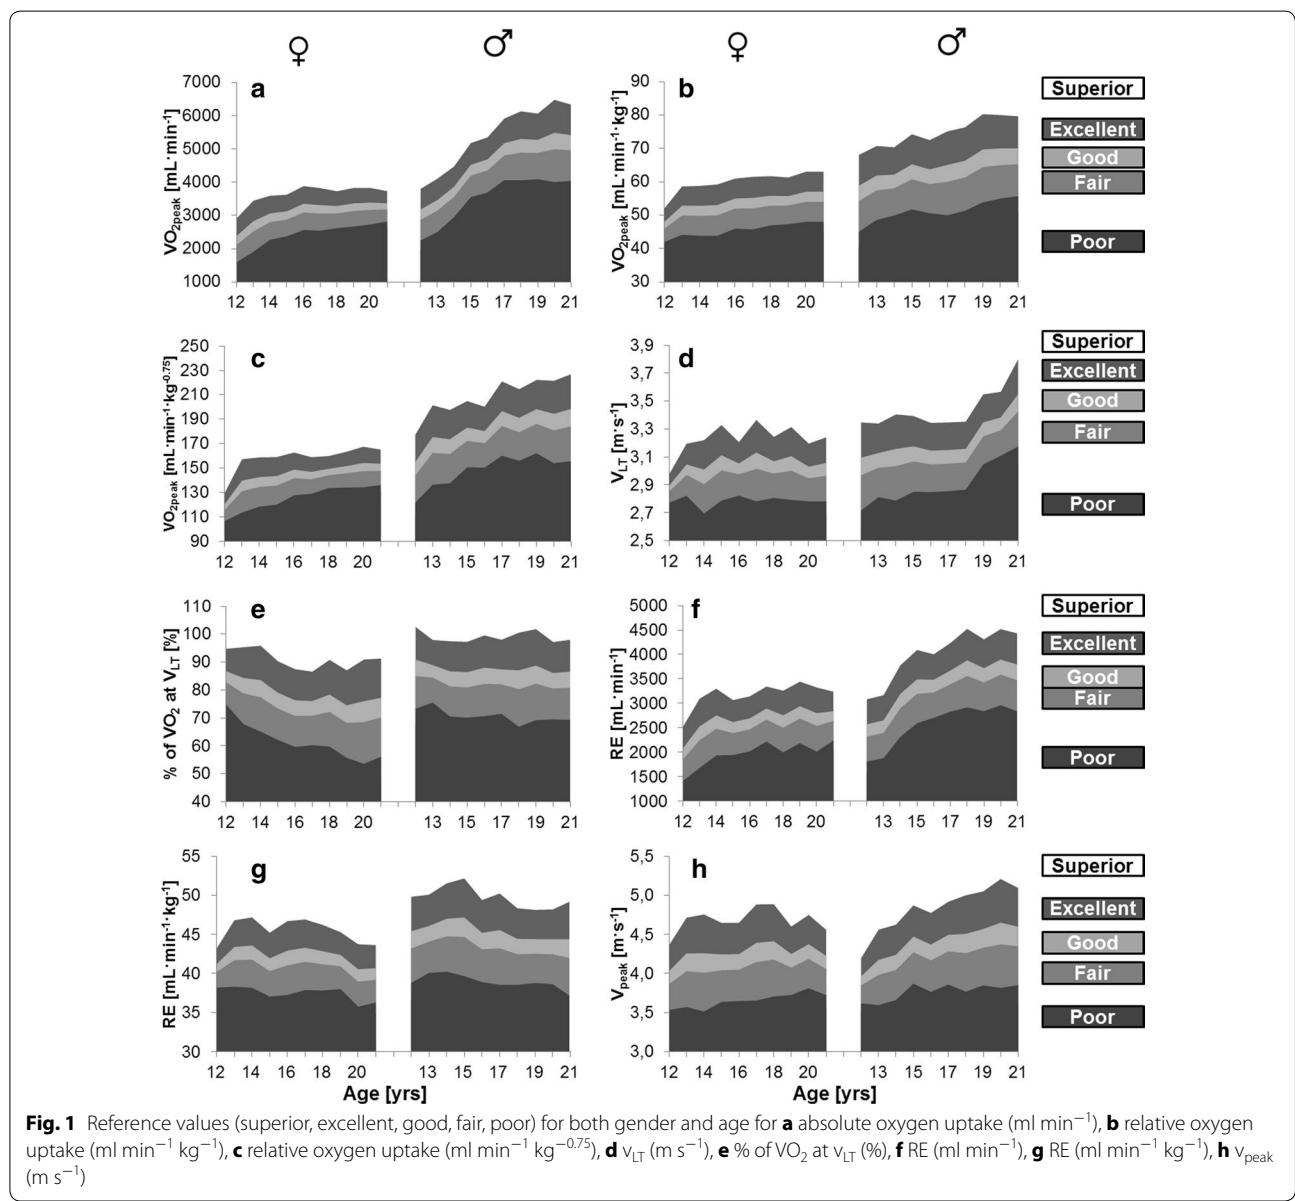 ♀ ♂ ♀ ♂
a
VO2peak [mL·min-1]
7000
6000
5000
4000
3000
2000
1000
12 14 16 18 20 13 15 17 19 21
b
VO2peak [mL·min-1·kg-1]
90
80
70
60
50
40
30
12 14 16 18 20 13 15 17 19 21
Superior
Excellent
Good
Fair
Poor
c
VO2peak [mL·min-1·kg-0.75]
250
230
210
190
170
150
130
110
90
12 14 16 18 20 13 15 17 19 21
d
VLT [m·s-1]
3,9
3,7
3,5
3,3
3,1
2,9
2,7
2,5
12 14 16 18 20 13 15 17 19 21
Superior
Excellent
Good
Fair
Poor
e
% of VO2 at VLT [%]
110
100
90
80
70
60
50
40
12 14 16 18 20 13 15 17 19 21
f
RE [mL·min-1]
5000
4500
4000
3500
3000
2500
2000
1500
1000
12 14 16 18 20 13 15 17 19 21
Superior
Excellent
Good
Fair
Poor
g
RE [mL·min-1·kg-1]
55
50
45
40
35
30
12 14 16 18 20 13 15 17 19 21
Age [yrs]
h
Vpeak [m·s-1]
5,5
5,0
4,5
4,0
3,5
3,0
12 14 16 18 20 13 15 17 19 21
Age [yrs]
Superior
Excellent
Good
Fair
Poor
Fig. 1 Reference values (superior, excellent, good, fair, poor) for both gender and age for a absolute oxygen uptake (ml min−1), b relative oxygen
uptake (ml min−1 kg−1), c relative oxygen uptake (ml min−1 kg−0.75), d vLT (m s−1), e % of VO2 at vLT (%), f RE (ml min−1), g RE (ml min−1 kg−1), h vpeak
(m s−1)